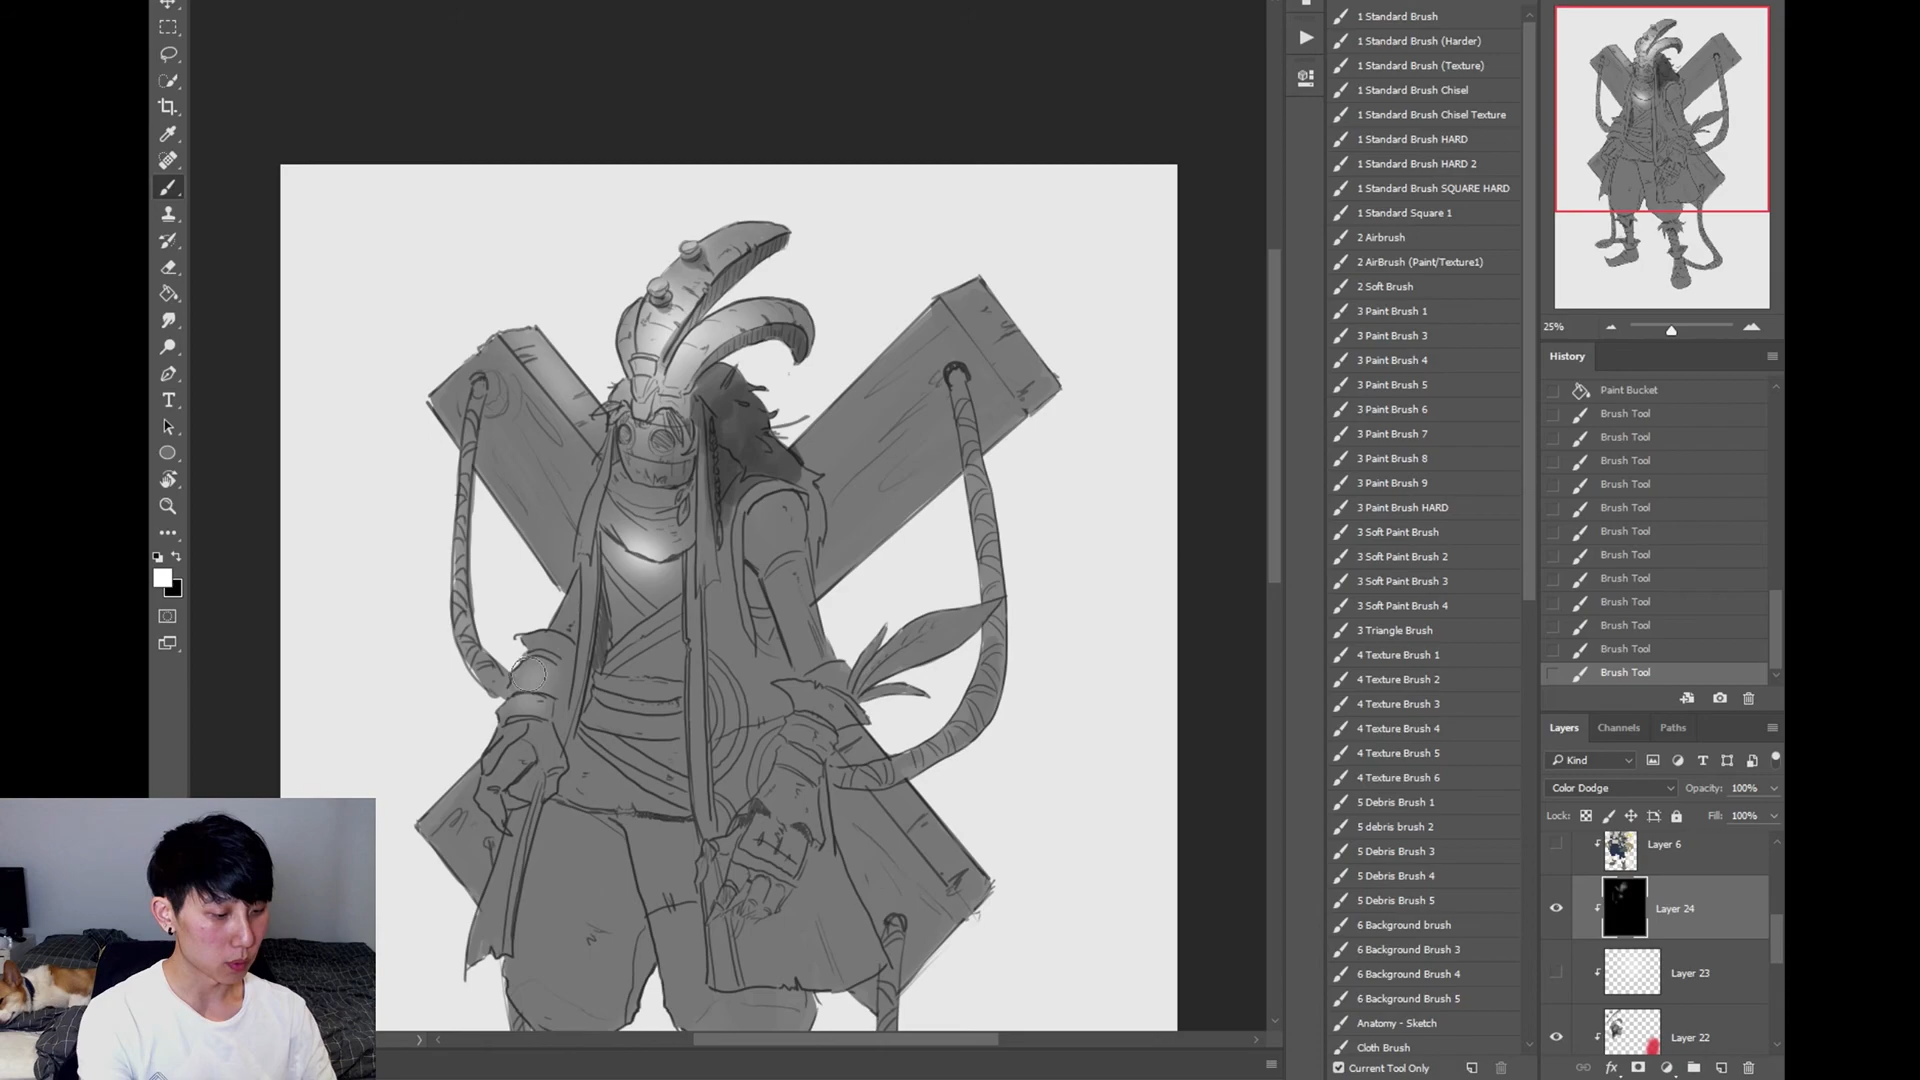 1 Standard Brush
1 Standard Brush (Harder)
1 Standard Brush (Texture)
1 Standard Brush Chisel
1 Standard Brush Chisel Texture
1 Standard Brush HARD
1 Standard Brush HARD 2
1 Standard Brush SQUARE HARD
1 Standard Square 1
2 Airbrush
2 AirBrush (Paint/Texture1)
2 Soft Brush
3 Paint Brush 1
3 Paint Brush 3
3 Paint Brush 4
3 Paint Brush 5
3 Paint Brush 6
3 Paint Brush 7
3 Paint Brush 8
3 Paint Brush 9
3 Paint Brush HARD
3 Soft Paint Brush
3 Soft Paint Brush 2
3 Soft Paint Brush 3
3 Soft Paint Brush 4
3 Triangle Brush
4 Texture Brush 1
4 Texture Brush 2
4 Texture Brush 3
4 Texture Brush 4
4 Texture Brush 5
4 Texture Brush 6
5 Debris Brush 1
5 debris brush 2
5 Debris Brush 3
5 Debris Brush 4
5 Debris Brush 5
6 Background brush
6 Background Brush 3
6 Background Brush 4
6 Background Brush 5
Anatomy - Sketch
Cloth Brush
Current Tool Only
25%
History
Paint Bucket
Brush Tool
Brush Tool
Brush Tool
Brush Tool
Brush Tool
Brush Tool
Brush Tool
Brush Tool
Brush Tool
Brush Tool
Brush Tool
Brush Tool
Layers Channels Paths
Kind
Color Dodge Opacity: 100%
Lock: Fill: 100%
Layer 6
Layer 24
Layer 23
Layer 22